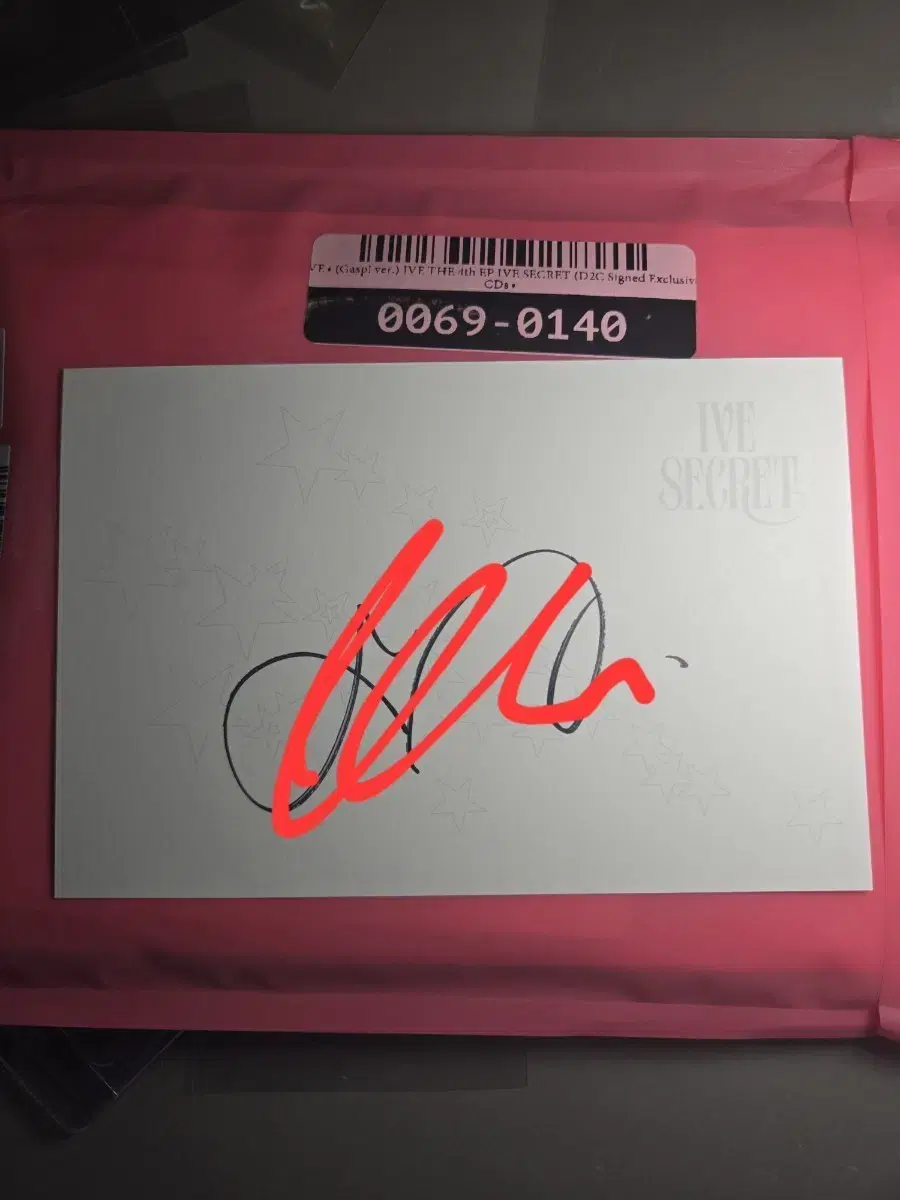 VE • (Gasp! ver.) IVE THE 4th EP IVE SECRET (D2C Signed Exclusiv
CDs •
0069-0140
IVE
SECRET